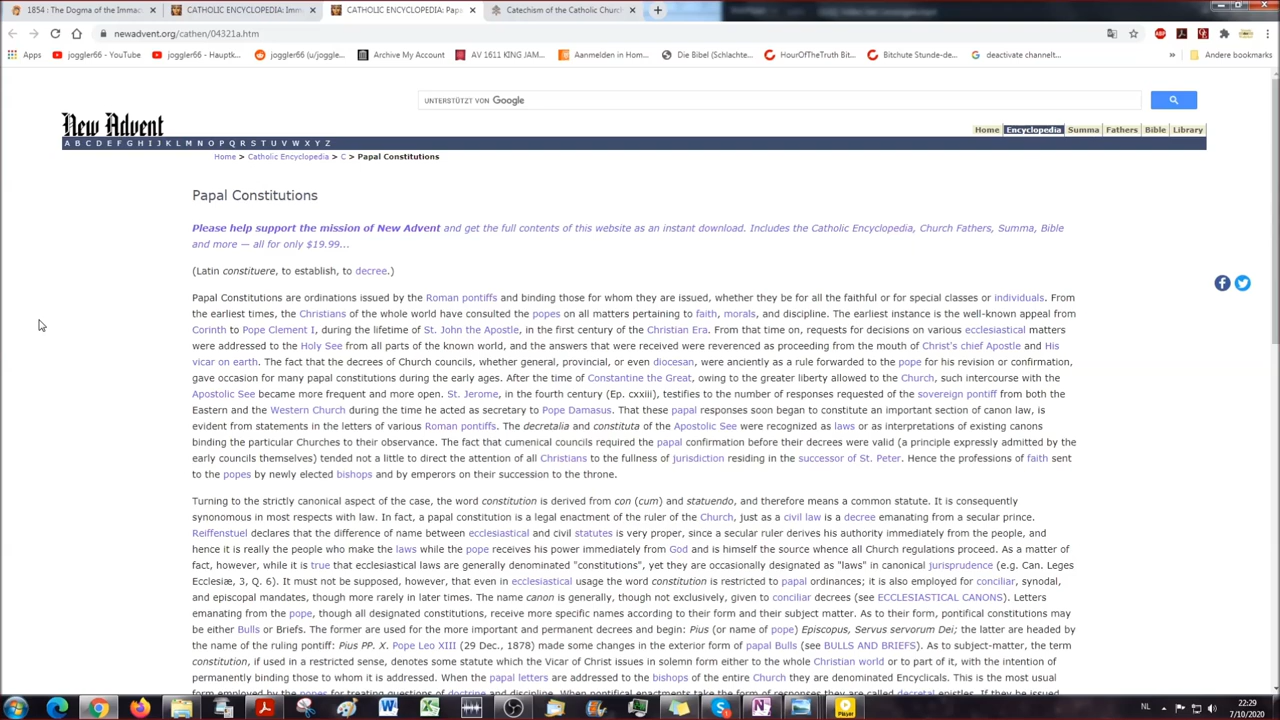 1854 : The Dogma of the Immac
CATHOLIC ENCYCLOPEDIA: Imm
CATHOLIC ENCYCLOPEDIA: Pap
Catechism of the Catholic Church
newadvent.org/cathen/04321a.htm
Apps
joggler66 - YouTube
joggler66 - Hauptk...
joggler66 (u/joggle...
Archive My Account
AV 1611 KING JAM...
Aanmelden in Hom...
Die Bibel (Schlachte...
HourOfTheTruth Bit...
Bitchute Stunde-de...
deactivate channelt...
»
Andere bookmarks
UNTERSTÜTZT VON Google
New Advent
Home Encyclopedia Summa Fathers Bible Library
A B C D E F G H I J K L M N O P Q R S T U V W X Y Z
Home > Catholic Encyclopedia > C > Papal Constitutions
Papal Constitutions
Please help support the mission of New Advent and get the full contents of this website as an instant download. Includes the Catholic Encyclopedia, Church Fathers, Summa, Bible
and more — all for only $19.99...
(Latin constituere, to establish, to decree.)
Papal Constitutions are ordinations issued by the Roman pontiffs and binding those for whom they are issued, whether they be for all the faithful or for special classes or individuals. From
the earliest times, the Christians of the whole world have consulted the popes on all matters pertaining to faith, morals, and discipline. The earliest instance is the well-known appeal from
Corinth to Pope Clement I, during the lifetime of St. John the Apostle, in the first century of the Christian Era. From that time on, requests for decisions on various ecclesiastical matters
were addressed to the Holy See from all parts of the known world, and the answers that were received were reverenced as proceeding from the mouth of Christ's chief Apostle and His
vicar on earth. The fact that the decrees of Church councils, whether general, provincial, or even diocesan, were anciently as a rule forwarded to the pope for his revision or confirmation,
gave occasion for many papal constitutions during the early ages. After the time of Constantine the Great, owing to the greater liberty allowed to the Church, such intercourse with the
Apostolic See became more frequent and more open. St. Jerome, in the fourth century (Ep. cxxiii), testifies to the number of responses requested of the sovereign pontiff from both the
Eastern and the Western Church during the time he acted as secretary to Pope Damasus. That these papal responses soon began to constitute an important section of canon law, is
evident from statements in the letters of various Roman pontiffs. The decretalia and constituta of the Apostolic See were recognized as laws or as interpretations of existing canons
binding the particular Churches to their observance. The fact that cumenical councils required the papal confirmation before their decrees were valid (a principle expressly admitted by the
early councils themselves) tended not a little to direct the attention of all Christians to the fullness of jurisdiction residing in the successor of St. Peter. Hence the professions of faith sent
to the popes by newly elected bishops and by emperors on their succession to the throne.
Turning to the strictly canonical aspect of the case, the word constitution is derived from con (cum) and statuendo, and therefore means a common statute. It is consequently
synonomous in most respects with law. In fact, a papal constitution is a legal enactment of the ruler of the Church, just as a civil law is a decree emanating from a secular prince.
Reiffenstuel declares that the difference of name between ecclesiastical and civil statutes is very proper, since a secular ruler derives his authority immediately from the people, and
hence it is really the people who make the laws while the pope receives his power immediately from God and is himself the source whence all Church regulations proceed. As a matter of
fact, however, while it is true that ecclesiastical laws are generally denominated "constitutions", yet they are occasionally designated as "laws" in canonical jurisprudence (e.g. Can. Leges
Ecclesiæ, 3, Q. 6). It must not be supposed, however, that even in ecclesiastical usage the word constitution is restricted to papal ordinances; it is also employed for conciliar, synodal,
and episcopal mandates, though more rarely in later times. The name canon is generally, though not exclusively, given to conciliar decrees (see ECCLESIASTICAL CANONS). Letters
emanating from the pope, though all designated constitutions, receive more specific names according to their form and their subject matter. As to their form, pontifical constitutions may
be either Bulls or Briefs. The former are used for the more important and permanent decrees and begin: Pius (or name of pope) Episcopus, Servus servorum Dei; the latter are headed by
the name of the ruling pontiff: Pius PP. X. Pope Leo XIII (29 Dec., 1878) made some changes in the exterior form of papal Bulls (see BULLS AND BRIEFS). As to subject-matter, the term
constitution, if used in a restricted sense, denotes some statute which the Vicar of Christ issues in solemn form either to the whole Christian world or to part of it, with the intention of
permanently binding those to whom it is addressed. When the papal letters are addressed to the bishops of the entire Church they are denominated Encyclicals. This is the most usual
form employed by the popes for treating questions of doctrine and discipline. When pontifical enactments take the form of responses they are called decretal epistles. If they be issued
NL
22:29
7/10/2020